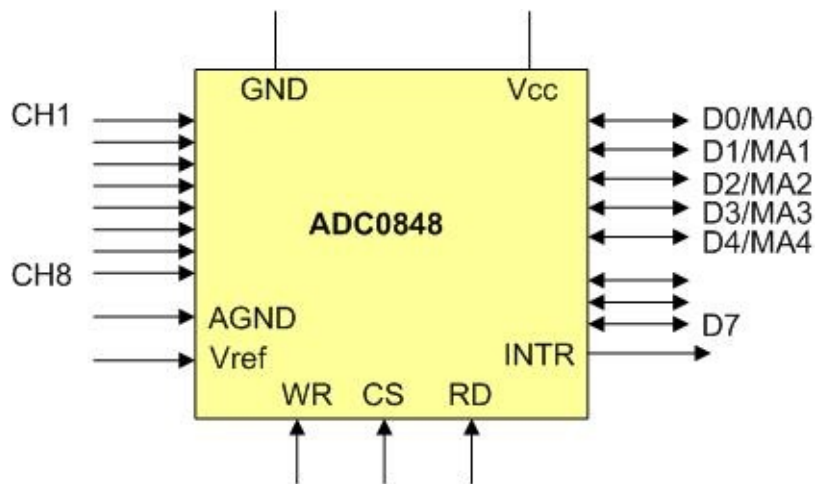 GND Vcc
CH1
D0/MA0
D1/MA1
D2/MA2
D3/MA3
D4/MA4
ADC0848
CH8
AGND
D7
Vref
INTR
WR CS RD